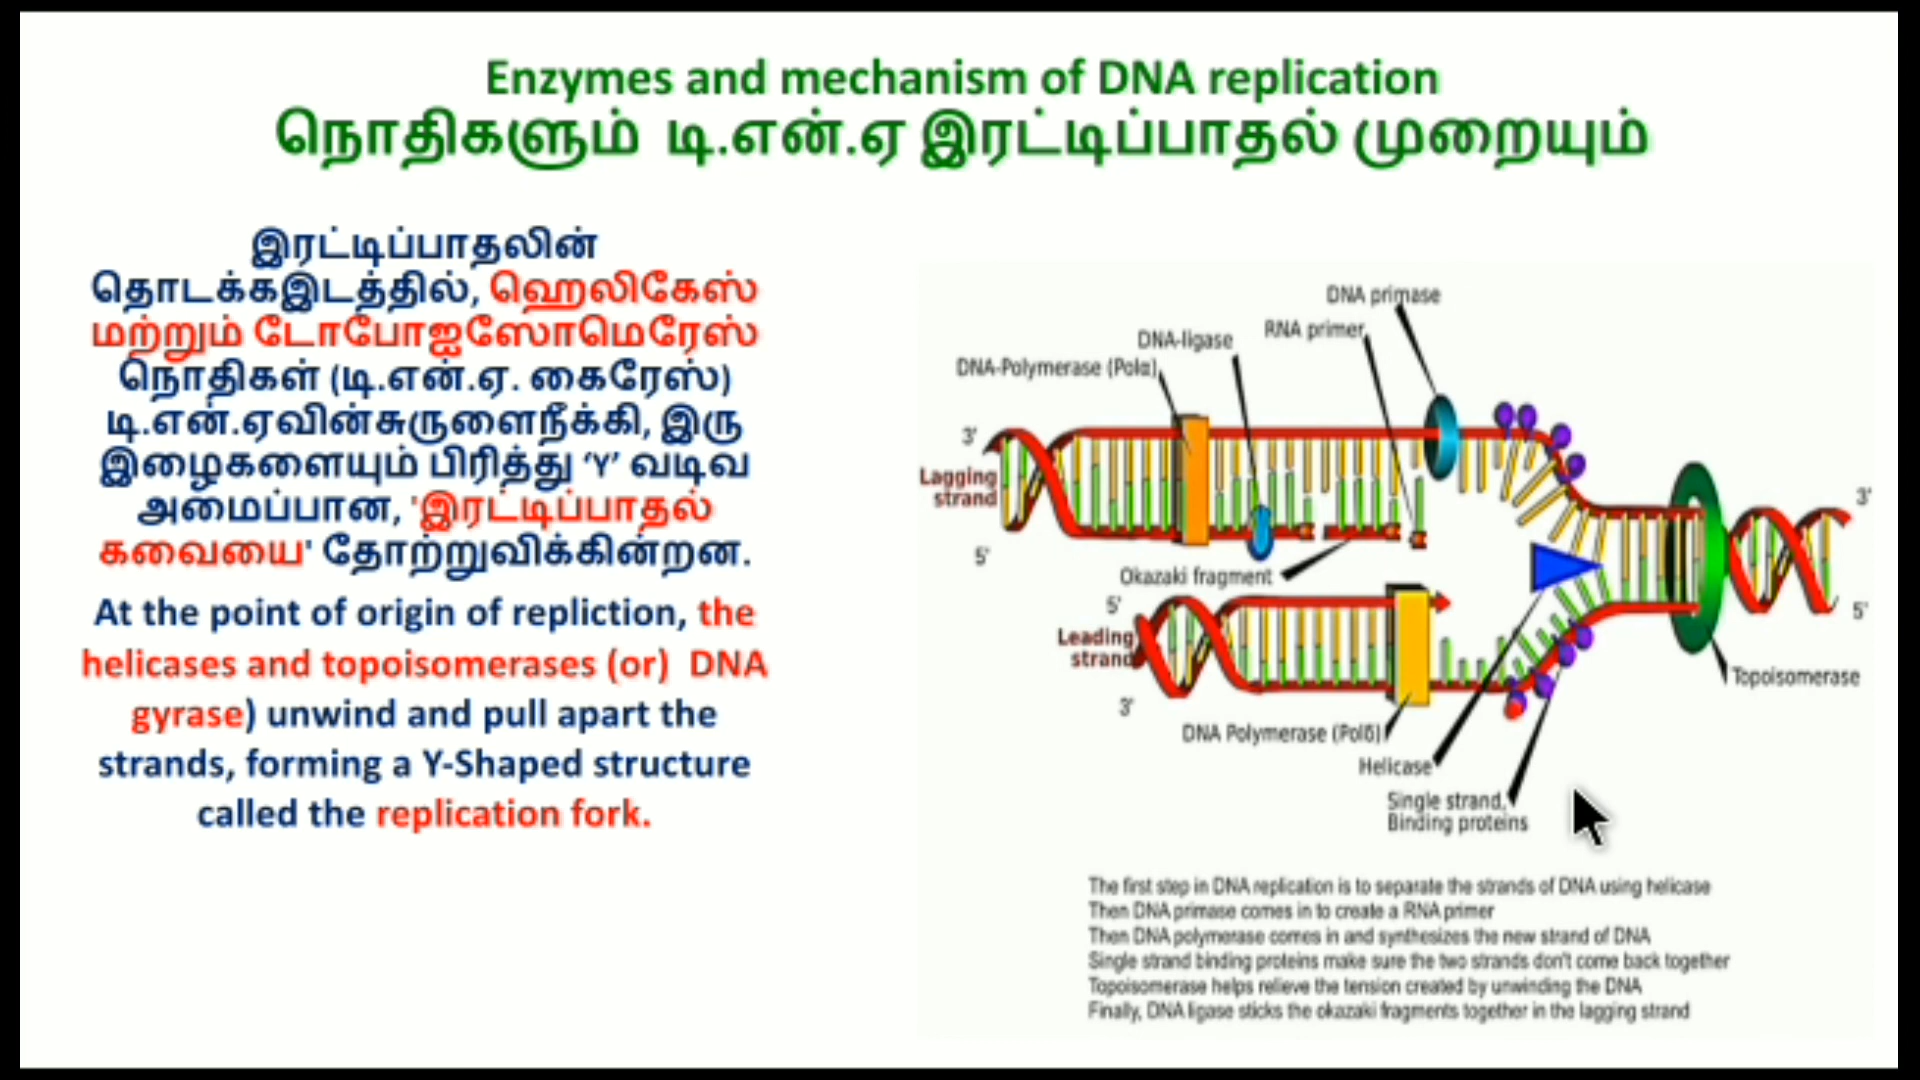 Enzymes and mechanism of DNA replication
நொதிகளும் டி.என்.ஏ இரட்டிப்பாதல் முறையும்
இரட்டிப்பாதலின்
தொடக்கஇடத்தில், ஹெலிகேஸ்
மற்றும் டோபோஐஸோமெரேஸ்
நொதிகள் (டி.என்.ஏ. கைரேஸ்)
டி.என்.ஏவின்சுருளைநீக்கி, இரு
இழைகளையும் பிரித்து ‘Y’ வடிவ
அமைப்பான, 'இரட்டிப்பாதல்
கவையை' தோற்றுவிக்கின்றன.
At the point of origin of repliction, the
helicases and topoisomerases (or) DNA
gyrase) unwind and pull apart the
strands, forming a Y-Shaped structure
called the replication fork.
DNA primase
RNA primer
DNA-ligase
DNA-Polymerase (Polα)
3'
Lagging
strand
5'
Okazaki fragment
5'
Leading
strand
3'
DNA Polymerase (Polδ)
Helicase
Single strand,
Binding proteins
3'
5'
Topoisomerase
The first step in DNA replication is to separate the strands of DNA using helicase
Then DNA primase comes in to create a RNA primer
Then DNA polymerase comes in and synthesizes the new strand of DNA
Single strand binding proteins make sure the two strands don't come back together
Topoisomerase helps relieve the tension created by unwinding the DNA
Finally, DNA ligase sticks the okazaki fragments together in the lagging strand